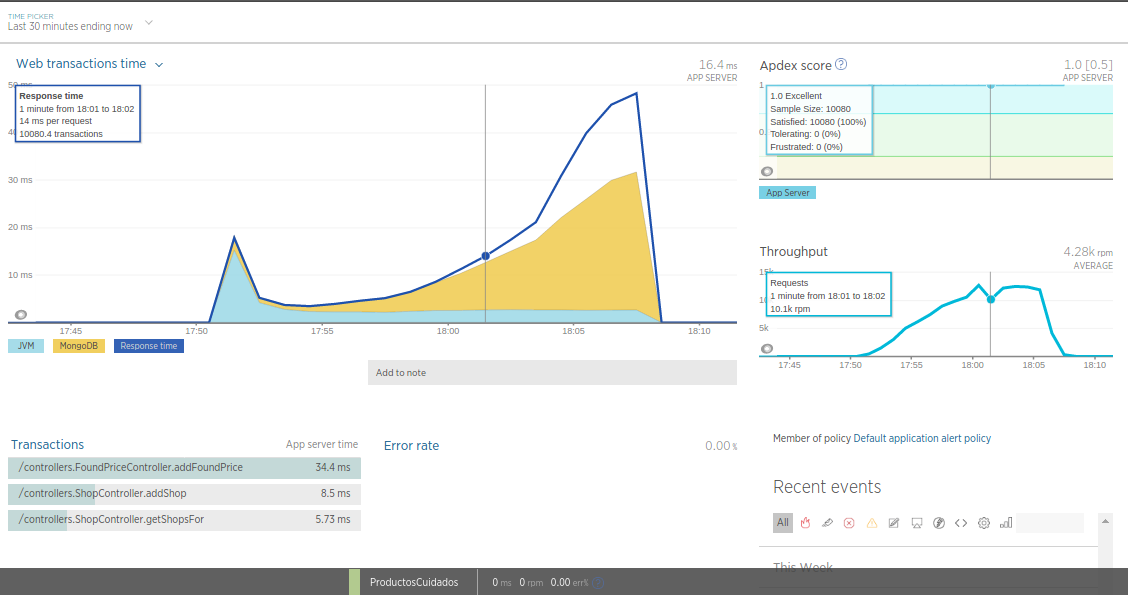 TIME PICKER
Last 30 minutes ending now
Web transactions time
16.4 ms
APP SERVER
50 ms
Response time
1 minute from 18:01 to 18:02
14 ms per request
10080.4 transactions
30 ms
20 ms
10 ms
17:45 17:50 17:55 18:00 18:05 18:10
JVM MongoDB Response time
Add to note
Apdex score ?
1.0 [0.5]
APP SERVER
1
1.0 Excellent
Sample Size: 10080
Satisfied: 10080 (100%)
Tolerating: 0 (0%)
Frustrated: 0 (0%)
App Server
Throughput
4.28k rpm
AVERAGE
15k
Requests
1 minute from 18:01 to 18:02
10.1k rpm
5k
17:45 17:50 17:55 18:00 18:05 18:10
Transactions App server time
/controllers.FoundPriceController.addFoundPrice 34.4 ms
/controllers.ShopController.addShop 8.5 ms
/controllers.ShopController.getShopsFor 5.73 ms
Error rate 0.00 %
Member of policy Default application alert policy
Recent events
All
This Week
ProductosCuidados 0 ms 0 rpm 0.00 err%